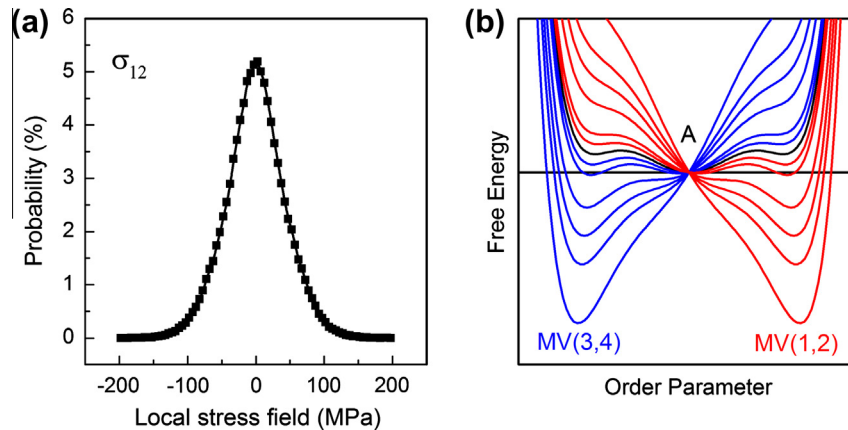 (a)
σ12
6
5
4
3
2
1
0
Probability (%)
-200 -100 0 100 200
Local stress field (MPa)
(b)
A
Free Energy
MV(3,4) MV(1,2)
Order Parameter